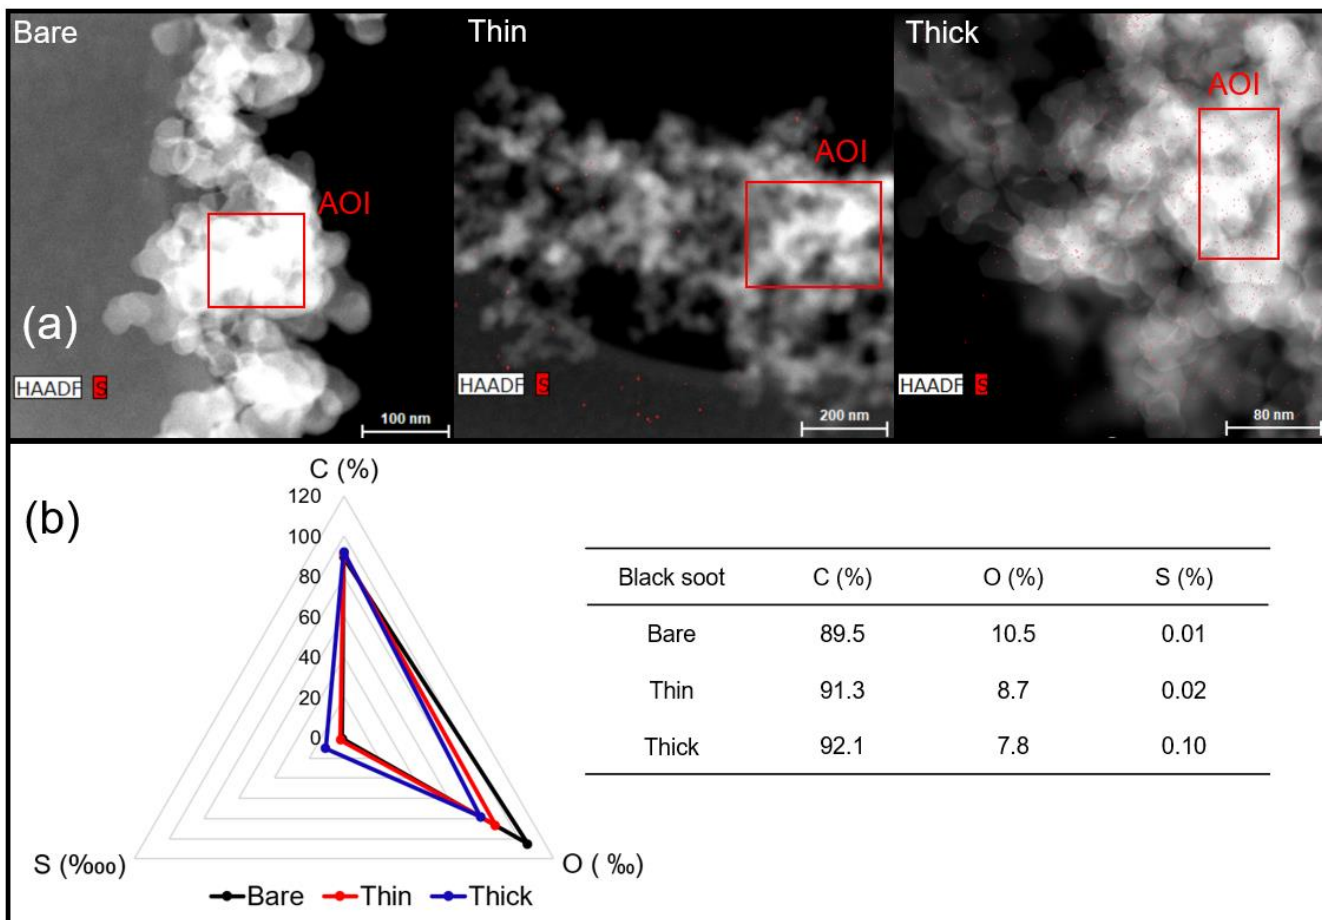 Bare
Thin
Thick
AOI
AOI
AOI
(a)
HAADF S
100 nm
HAADF S
200 nm
HAADF S
80 nm
(b)
C (%)
120
100
80
60
40
20
0
S (%ooo)
O ( ‰)
Bare Thin Thick
Black soot C (%) O (%) S (%)
Bare 89.5 10.5 0.01
Thin 91.3 8.7 0.02
Thick 92.1 7.8 0.10